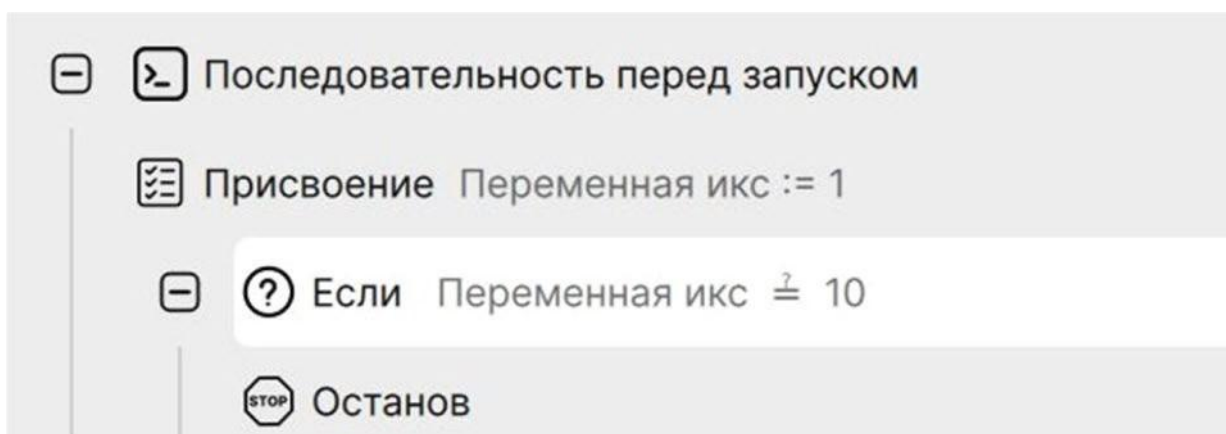 Последовательность перед запуском
Присвоение Переменная икс := 1
Если Переменная икс ≟ 10
STOP Останов